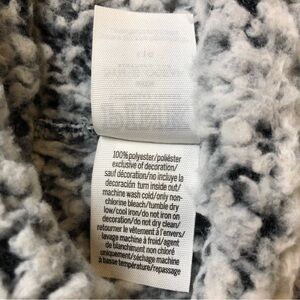 100% polyester/poliéster
exclusive of decoration/
sauf décoration/no incluye la
decoración turn inside out/
machine wash cold/only non-
chlorine bleach/tumble dry
low/cool iron/do not iron on
decoration/do not dry clean/
retourner le vêtement à l'envers/
lavage machine à froid/agent
de blanchiment non chloré
uniquement/séchage machine
à basse température/repassage